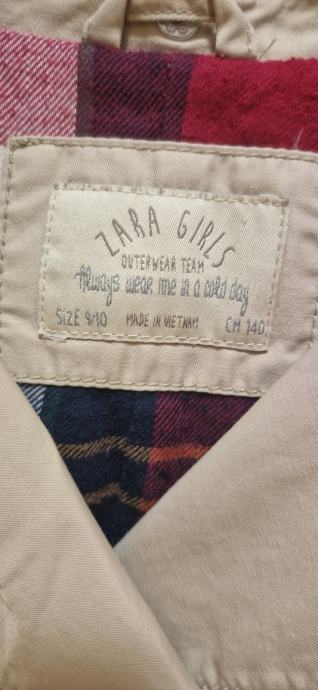 ZARA GIRLS
OUTERWEAR TEAM
Always wear me in a cold day
SIZE 9/10 MADE IN VIETNAM CM 140